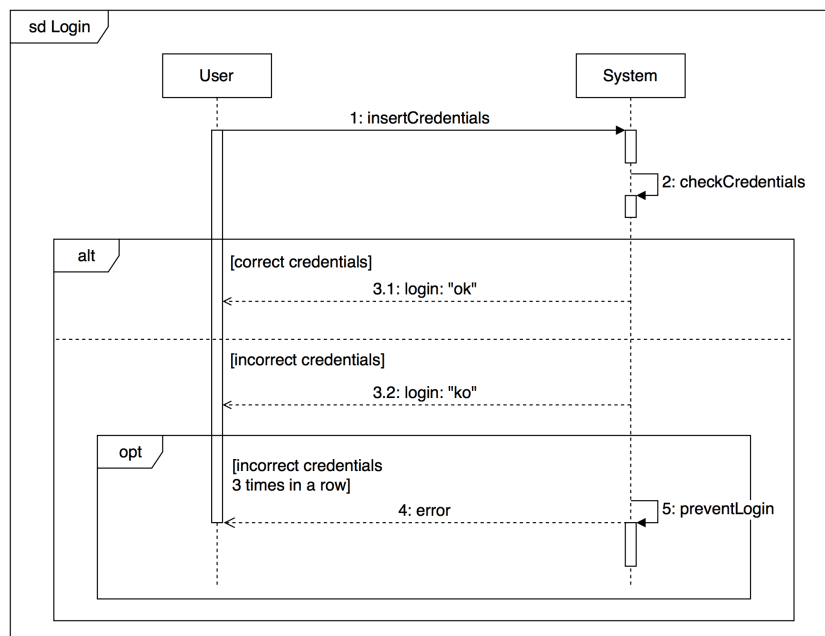 sd Login
User
System
1: insertCredentials
2: checkCredentials
alt
[correct credentials]
3.1: login: "ok"
[incorrect credentials]
3.2: login: "ko"
opt
[incorrect credentials
3 times in a row]
4: error
5: preventLogin